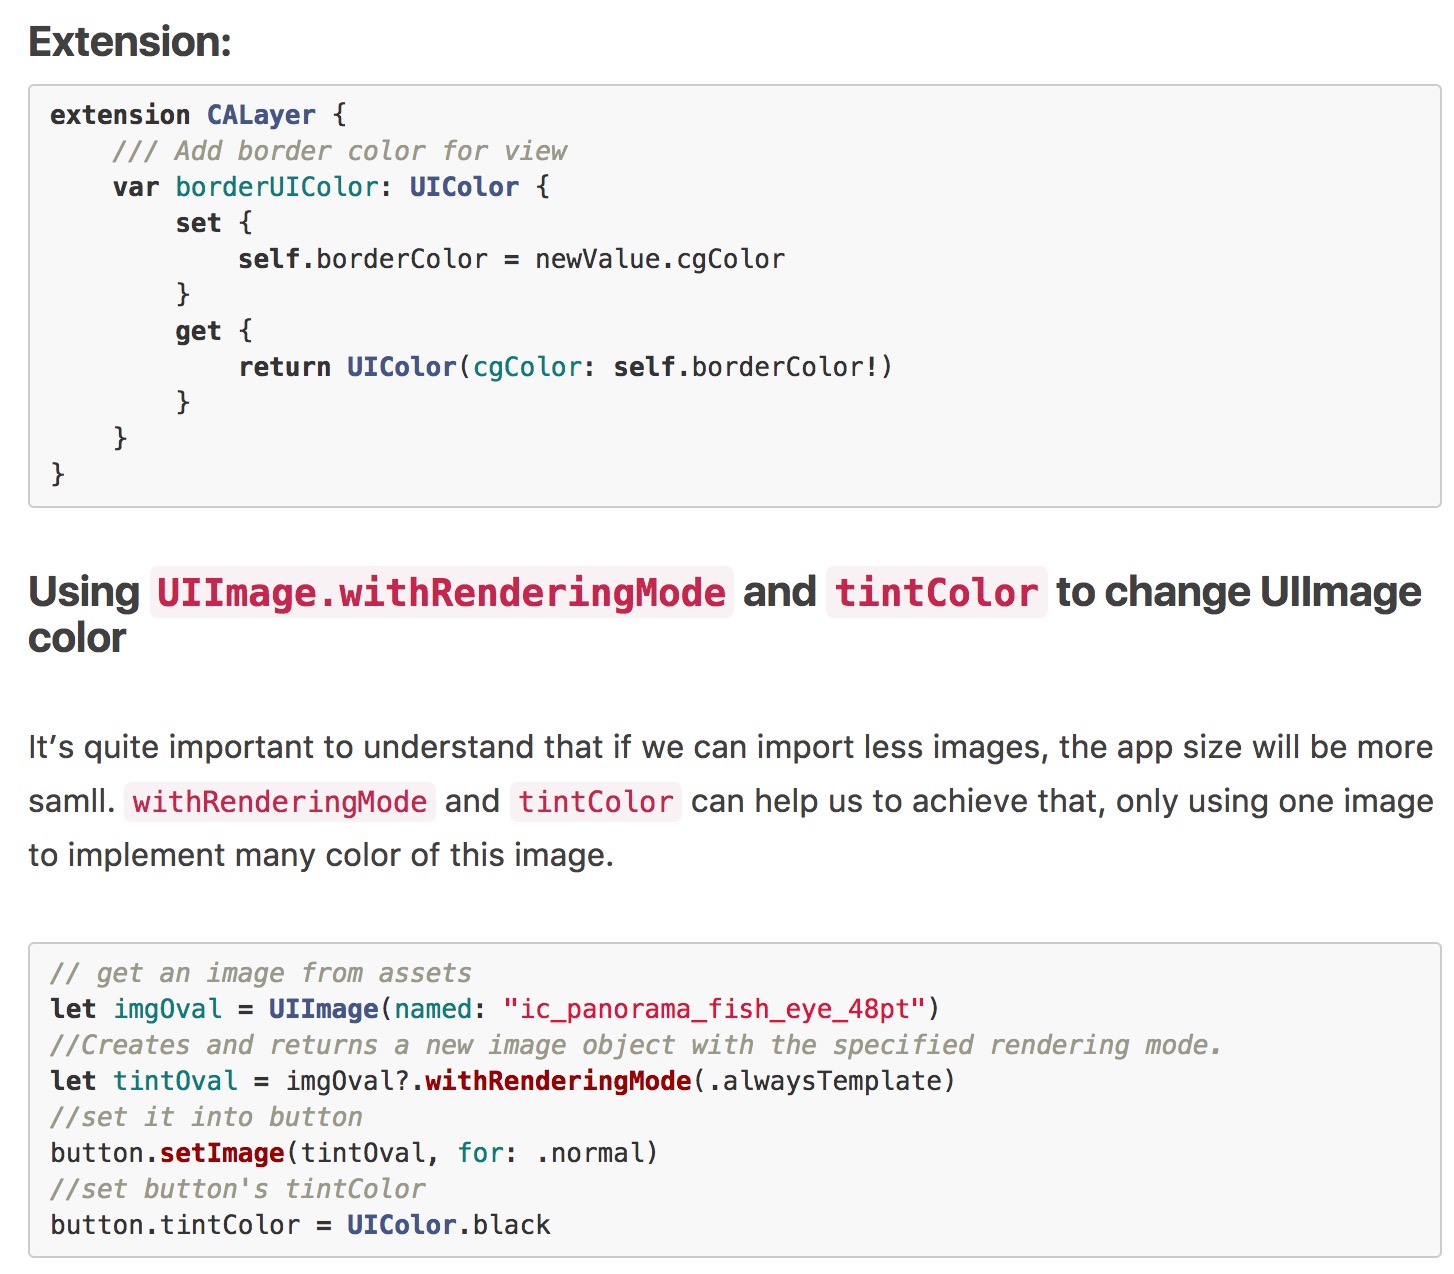 Extension:
extension CALayer {
    /// Add border color for view
    var borderUIColor: UIColor {
        set {
            self.borderColor = newValue.cgColor
        }
        get {
            return UIColor(cgColor: self.borderColor!)
        }
    }
}
Using UIImage.withRenderingMode and tintColor to change UIImage
color
It’s quite important to understand that if we can import less images, the app size will be more
samll. withRenderingMode and tintColor can help us to achieve that, only using one image
to implement many color of this image.
// get an image from assets
let imgOval = UIImage(named: "ic_panorama_fish_eye_48pt")
//Creates and returns a new image object with the specified rendering mode.
let tintOval = imgOval?.withRenderingMode(.alwaysTemplate)
//set it into button
button.setImage(tintOval, for: .normal)
//set button's tintColor
button.tintColor = UIColor.black